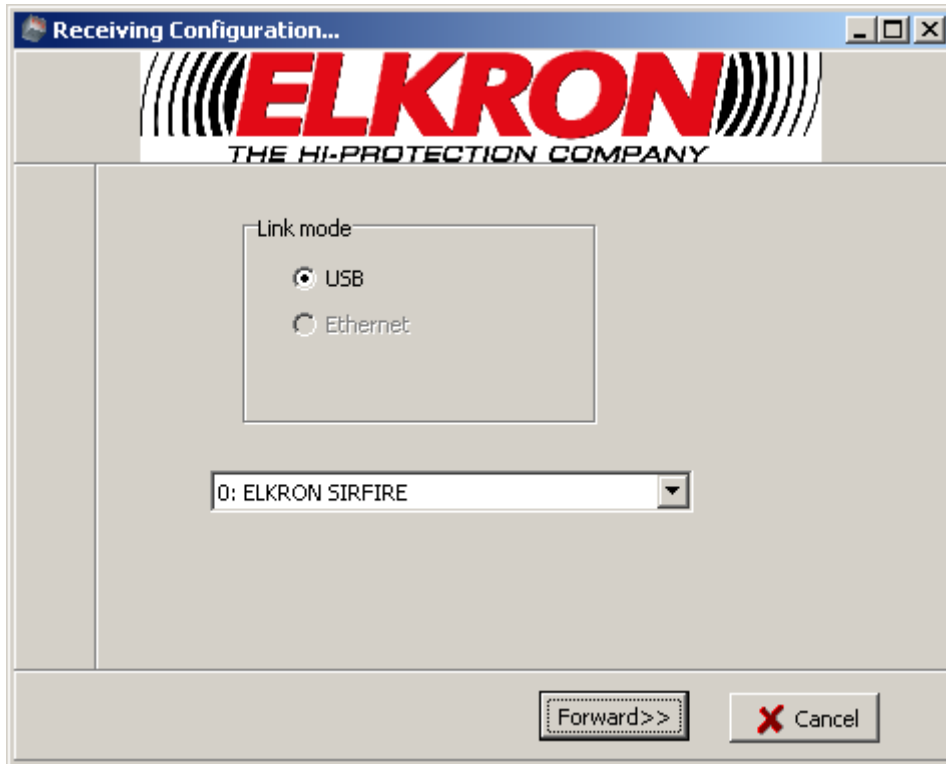 Receiving Configuration...
ELKRON
THE HI-PROTECTION COMPANY
Link mode
USB
Ethernet
0: ELKRON SIRFIRE
Forward>>
Cancel